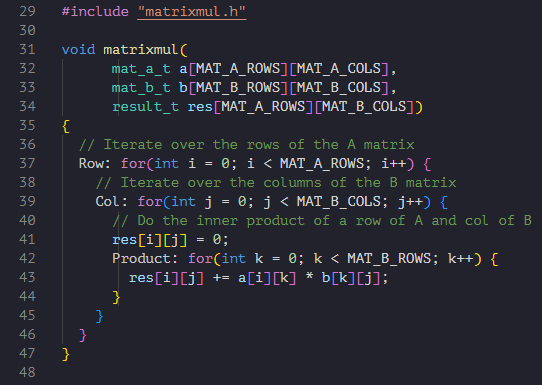 29 #include "matrixmul.h"
30
31 void matrixmul(
32       mat_a_t a[MAT_A_ROWS][MAT_A_COLS],
33       mat_b_t b[MAT_B_ROWS][MAT_B_COLS],
34       result_t res[MAT_A_ROWS][MAT_B_COLS])
35 {
36   // Iterate over the rows of the A matrix
37   Row: for(int i = 0; i < MAT_A_ROWS; i++) {
38     // Iterate over the columns of the B matrix
39     Col: for(int j = 0; j < MAT_B_COLS; j++) {
40       // Do the inner product of a row of A and col of B
41       res[i][j] = 0;
42       Product: for(int k = 0; k < MAT_B_ROWS; k++) {
43         res[i][j] += a[i][k] * b[k][j];
44       }
45     }
46   }
47 }
48